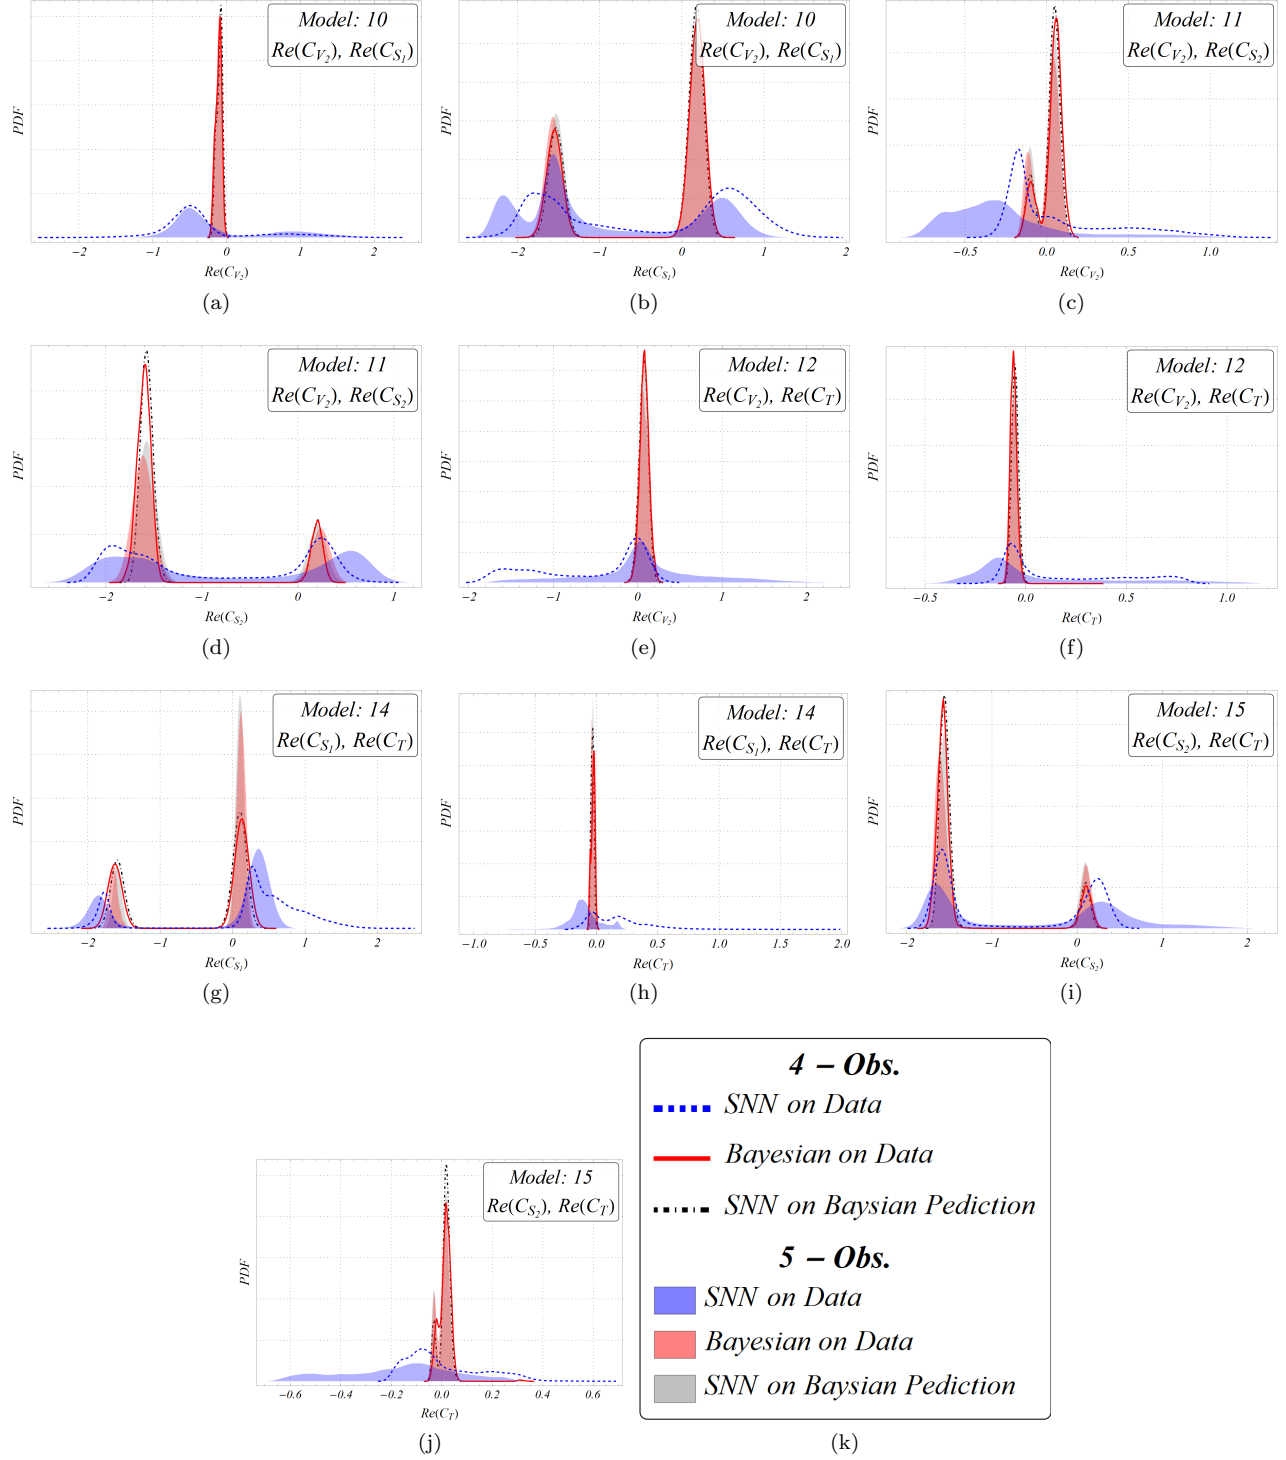 Model: 10
Re(C_{V_2}), Re(C_{S_1})
PDF
−2 −1 0 1 2
Re(C_{V_2})
(a)
Model: 10
Re(C_{V_2}), Re(C_{S_1})
PDF
−2 −1 0 1 2
Re(C_{S_1})
(b)
Model: 11
Re(C_{V_2}), Re(C_{S_2})
PDF
−0.5 0.0 0.5 1.0
Re(C_{V_2})
(c)
Model: 11
Re(C_{V_2}), Re(C_{S_2})
PDF
−2 −1 0 1
Re(C_{S_2})
(d)
Model: 12
Re(C_{V_2}), Re(C_T)
PDF
−2 −1 0 1 2
Re(C_{V_2})
(e)
Model: 12
Re(C_{V_2}), Re(C_T)
PDF
−0.5 0.0 0.5 1.0
Re(C_T)
(f)
Model: 14
Re(C_{S_1}), Re(C_T)
PDF
−2 −1 0 1 2
Re(C_{S_1})
(g)
Model: 14
Re(C_{S_1}), Re(C_T)
PDF
−1.0 −0.5 0.0 0.5 1.0 1.5 2.0
Re(C_T)
(h)
Model: 15
Re(C_{S_2}), Re(C_T)
PDF
−2 −1 0 1 2
Re(C_{S_2})
(i)
Model: 15
Re(C_{S_2}), Re(C_T)
PDF
−0.6 −0.4 −0.2 0.0 0.2 0.4 0.6
Re(C_T)
(j)
4 − Obs.
SNN on Data
Bayesian on Data
SNN on Baysian Pediction
5 − Obs.
SNN on Data
Bayesian on Data
SNN on Baysian Pediction
(k)